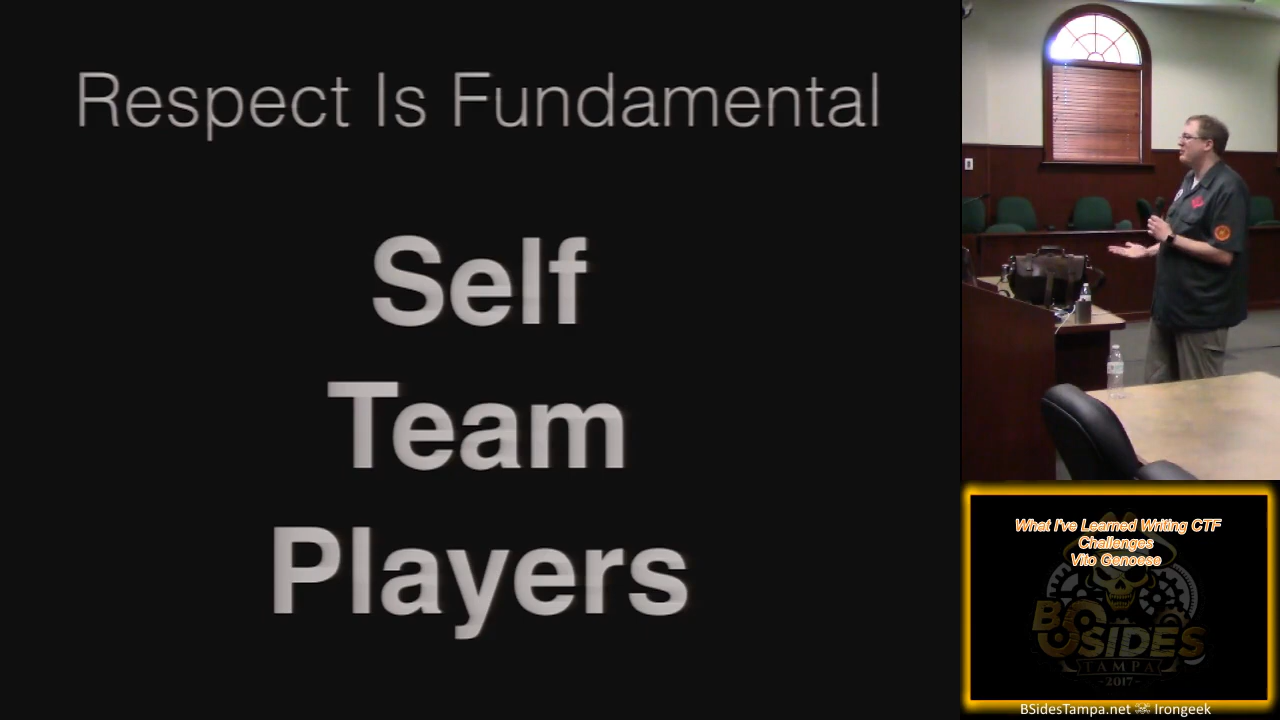 Respect Is Fundamental
Self
Team
Players
What I've Learned Writing CTF
Challenges
Vito Genoese
BSIDES
TAMPA
-2017-
BSidesTampa.net Irongeek